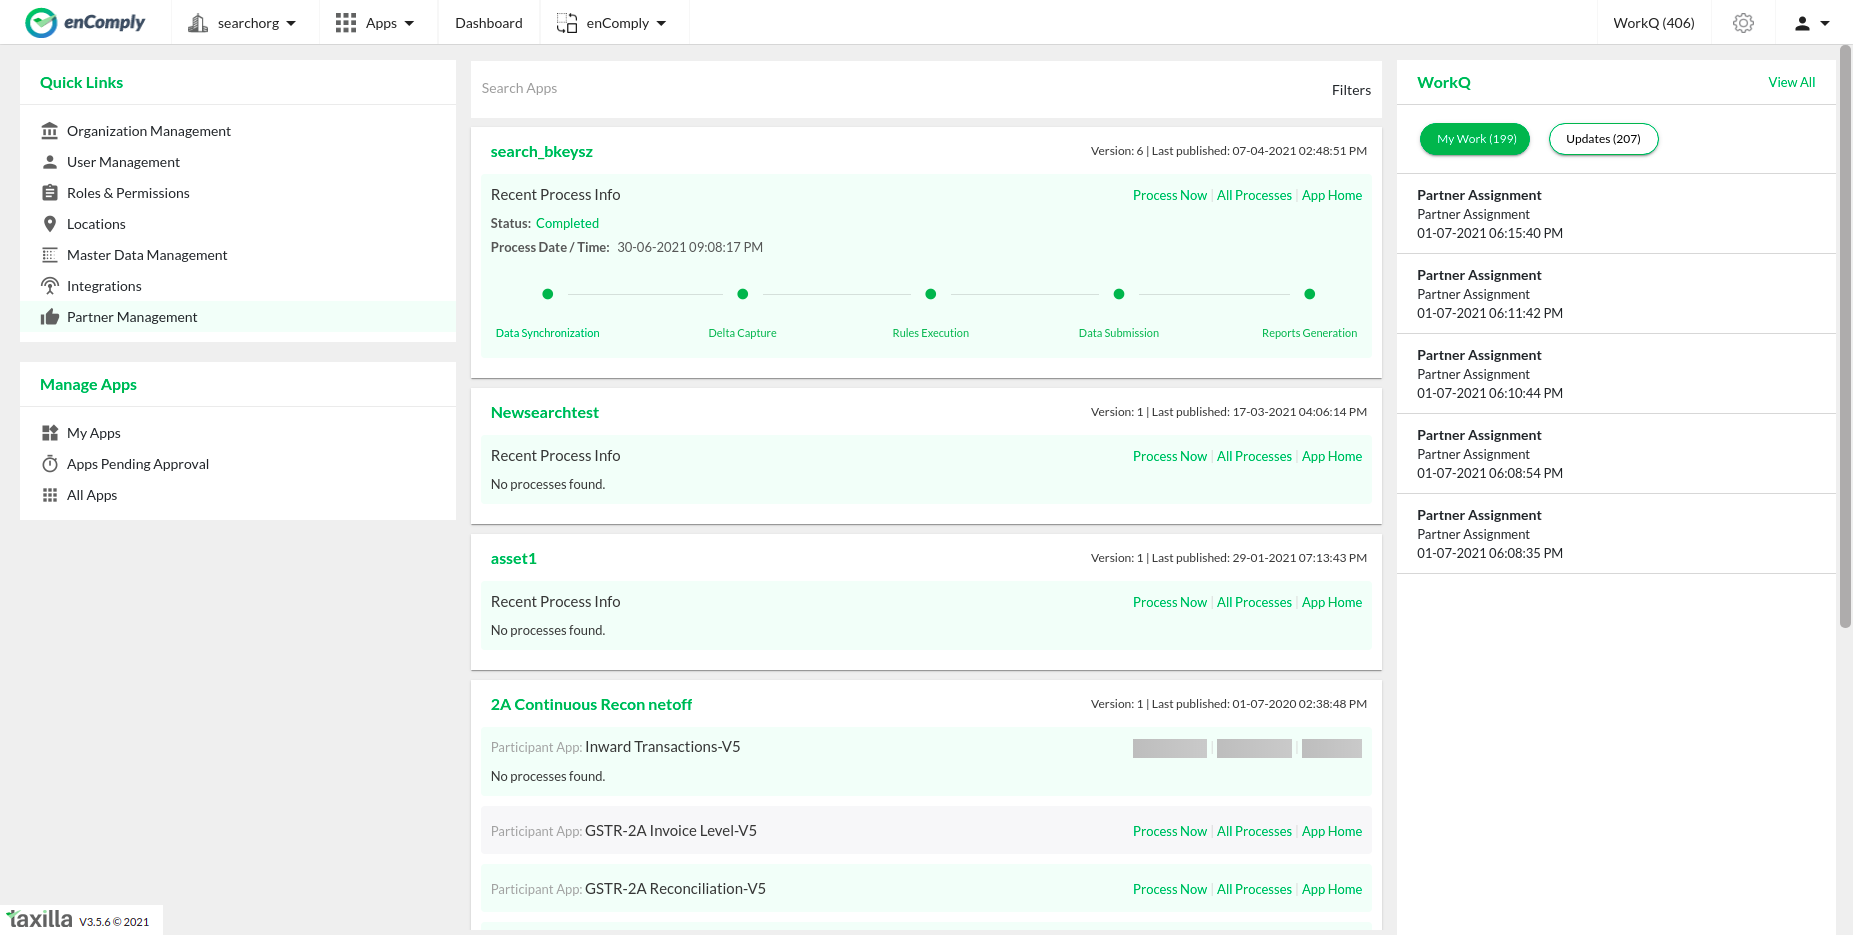 enComply
searchorg
Apps
Dashboard
enComply
WorkQ (406)
Quick Links
Organization Management
User Management
Roles & Permissions
Locations
Master Data Management
Integrations
Partner Management
Manage Apps
My Apps
Apps Pending Approval
All Apps
Search Apps
Filters
search_bkeysz
Version: 6 | Last published: 07-04-2021 02:48:51 PM
Recent Process Info
Process Now | All Processes | App Home
Status: Completed
Process Date / Time: 30-06-2021 09:08:17 PM
Data Synchronization
Delta Capture
Rules Execution
Data Submission
Reports Generation
Newsearchtest
Version: 1 | Last published: 17-03-2021 04:06:14 PM
Recent Process Info
Process Now | All Processes | App Home
No processes found.
asset1
Version: 1 | Last published: 29-01-2021 07:13:43 PM
Recent Process Info
Process Now | All Processes | App Home
No processes found.
2A Continuous Recon netoff
Version: 1 | Last published: 01-07-2020 02:38:48 PM
Participant App: Inward Transactions-V5
No processes found.
Participant App: GSTR-2A Invoice Level-V5
Process Now | All Processes | App Home
Participant App: GSTR-2A Reconciliation-V5
Process Now | All Processes | App Home
WorkQ
View All
My Work (199)
Updates (207)
Partner Assignment
Partner Assignment
01-07-2021 06:15:40 PM
Partner Assignment
Partner Assignment
01-07-2021 06:11:42 PM
Partner Assignment
Partner Assignment
01-07-2021 06:10:44 PM
Partner Assignment
Partner Assignment
01-07-2021 06:08:54 PM
Partner Assignment
Partner Assignment
01-07-2021 06:08:35 PM
taxilla V3.5.6 © 2021